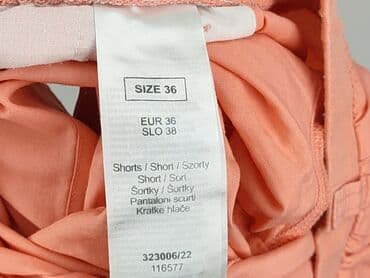 SIZE 36
EUR 36
SLO 38
Shorts / Short / Szorty
Short / Sort
Šortky / Šortky
Pantaloni scurti
Kratke hlače
323006/22
116577